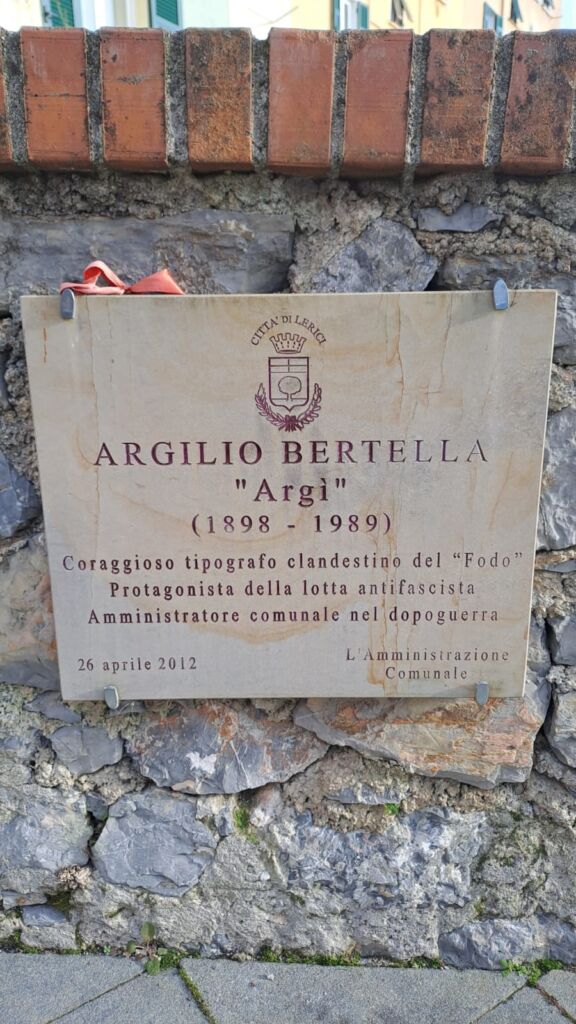 CITTA' DI LERICI
ARGILIO BERTELLA
"Argì"
(1898 - 1989)
Coraggioso tipografo clandestino del “Fodo”
Protagonista della lotta antifascista
Amministratore comunale nel dopoguerra
26 aprile 2012
L'Amministrazione
Comunale